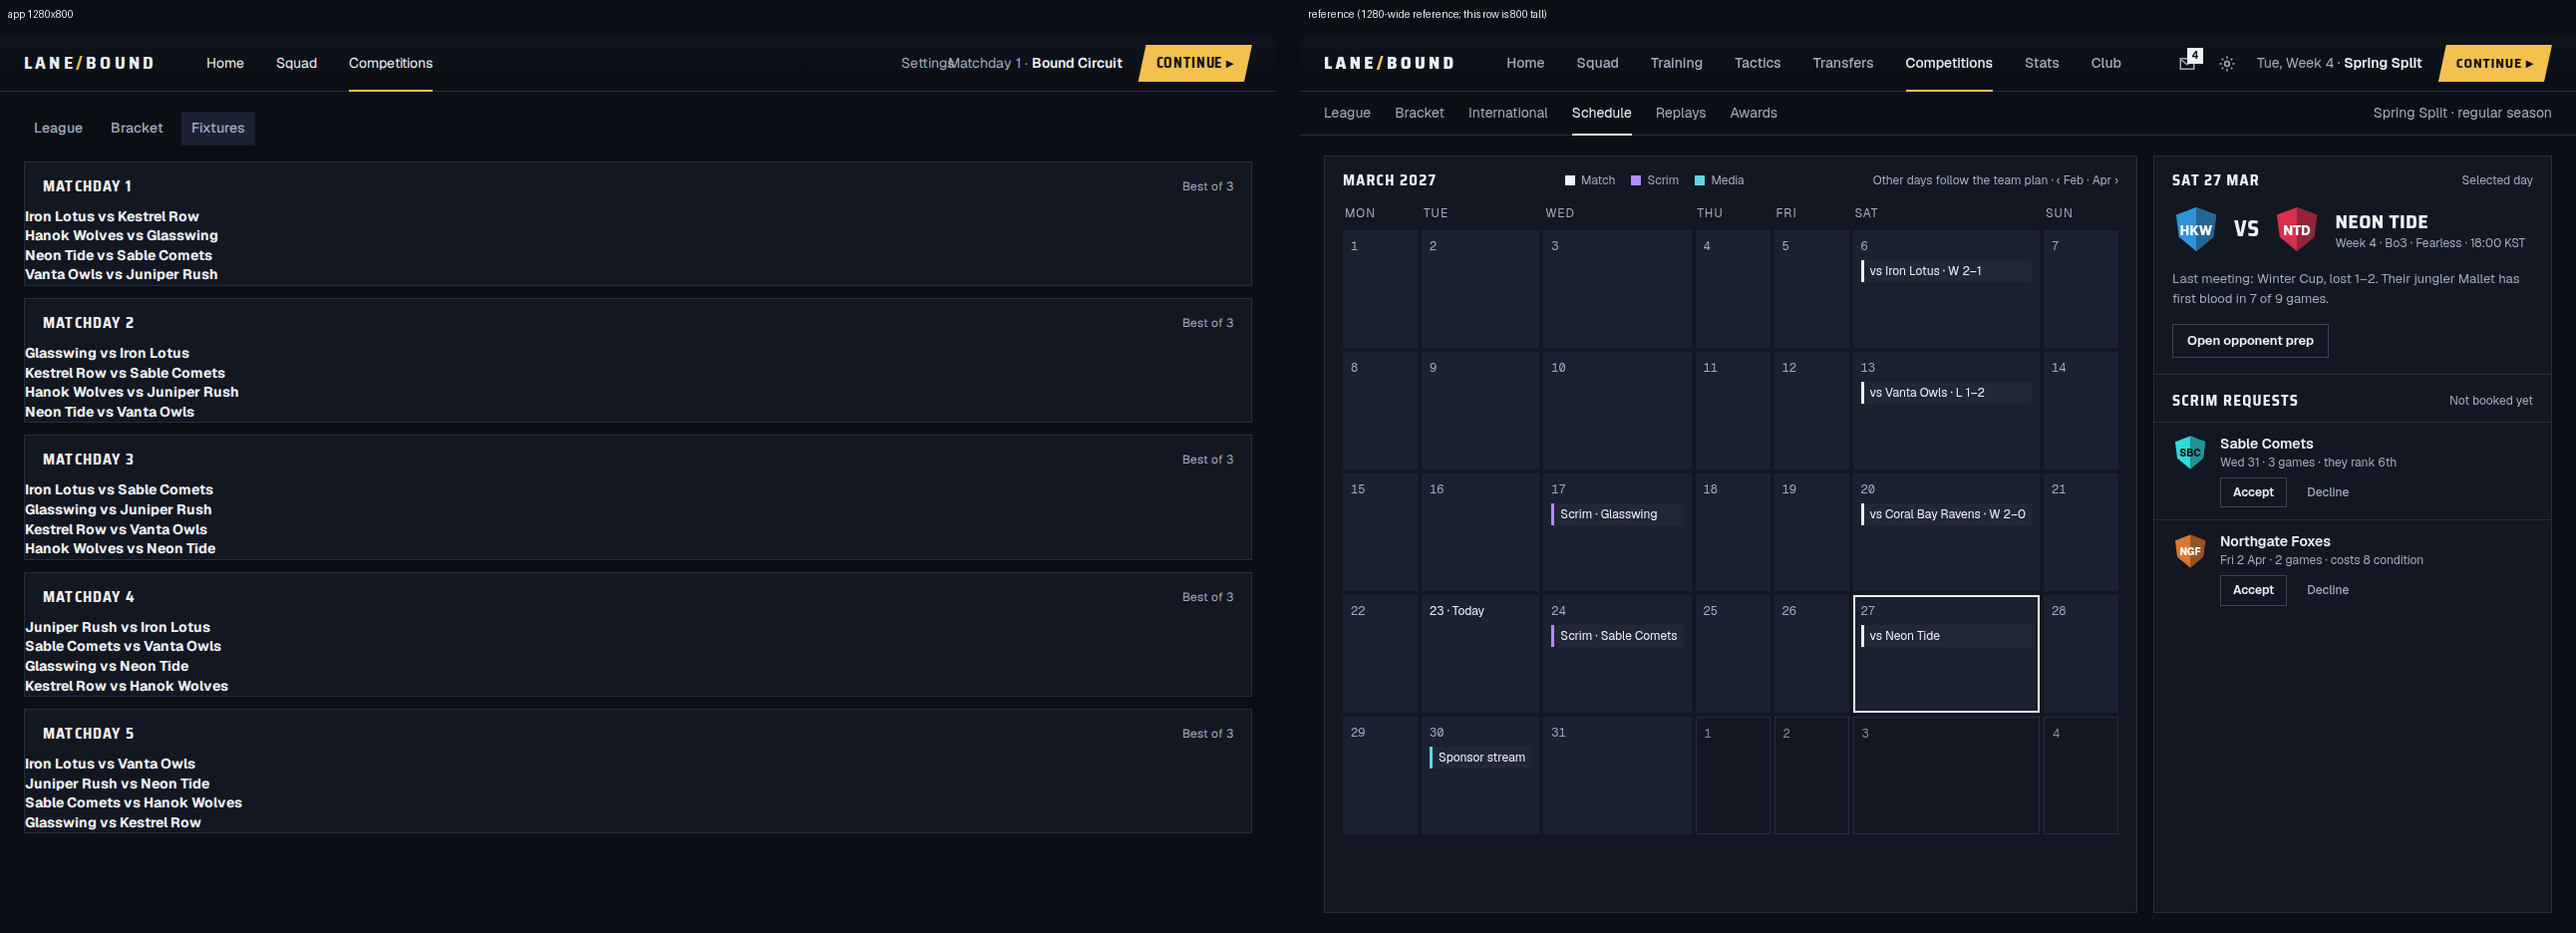 app 1280x800
LANE/BOUND Home Squad Competitions Settings Matchday 1 · Bound Circuit CONTINUE ▸
League Bracket Fixtures
MATCHDAY 1 Best of 3
Iron Lotus vs Kestrel Row
Hanok Wolves vs Glasswing
Neon Tide vs Sable Comets
Vanta Owls vs Juniper Rush
MATCHDAY 2 Best of 3
Glasswing vs Iron Lotus
Kestrel Row vs Sable Comets
Hanok Wolves vs Juniper Rush
Neon Tide vs Vanta Owls
MATCHDAY 3 Best of 3
Iron Lotus vs Sable Comets
Glasswing vs Juniper Rush
Kestrel Row vs Vanta Owls
Hanok Wolves vs Neon Tide
MATCHDAY 4 Best of 3
Juniper Rush vs Iron Lotus
Sable Comets vs Vanta Owls
Glasswing vs Neon Tide
Kestrel Row vs Hanok Wolves
MATCHDAY 5 Best of 3
Iron Lotus vs Vanta Owls
Juniper Rush vs Neon Tide
Sable Comets vs Hanok Wolves
Glasswing vs Kestrel Row
reference (1280-wide reference; this row is 800 tall)
LANE/BOUND Home Squad Training Tactics Transfers Competitions Stats Club 4 Tue, Week 4 · Spring Split CONTINUE ▸
League Bracket International Schedule Replays Awards Spring Split · regular season
MARCH 2027 Match Scrim Media Other days follow the team plan · ‹ Feb · Apr ›
MON TUE WED THU FRI SAT SUN
1 2 3 4 5 6 7
vs Iron Lotus · W 2–1
8 9 10 11 12 13 14
vs Vanta Owls · L 1–2
15 16 17 18 19 20 21
Scrim · Glasswing vs Coral Bay Ravens · W 2–0
22 23 · Today 24 25 26 27 28
Scrim · Sable Comets vs Neon Tide
29 30 31 1 2 3 4
Sponsor stream
SAT 27 MAR Selected day
HKW VS NTD NEON TIDE
Week 4 · Bo3 · Fearless · 18:00 KST
Last meeting: Winter Cup, lost 1–2. Their jungler Mallet has
first blood in 7 of 9 games.
Open opponent prep
SCRIM REQUESTS Not booked yet
SBC Sable Comets
Wed 31 · 3 games · they rank 6th
Accept Decline
NGF Northgate Foxes
Fri 2 Apr · 2 games · costs 8 condition
Accept Decline